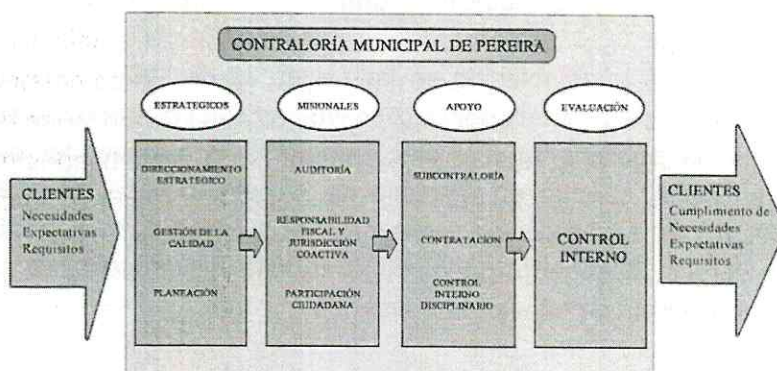 CONTRALORÍA MUNICIPAL DE PEREIRA
ESTRATEGICOS
MISIONALES
APOYO
EVALUACIÓN
CLIENTES
Necesidades
Expectativas
Requisitos
DIRECCIONAMIENTO
ESTRATÉGICO
GESTIÓN DE LA
CALIDAD
PLANEACIÓN
AUDITORÍA
RESPONSABILIDAD
FISCAL Y
JURISDICCIÓN
COACTIVA
PARTICIPACIÓN
CIUDADANA
SUBCONTRALORÍA
CONTRATACIÓN
CONTROL
INTERNO
DISCIPLINARIO
CONTROL
INTERNO
CLIENTES
Cumplimiento de
Necesidades
Expectativas
Requisitos